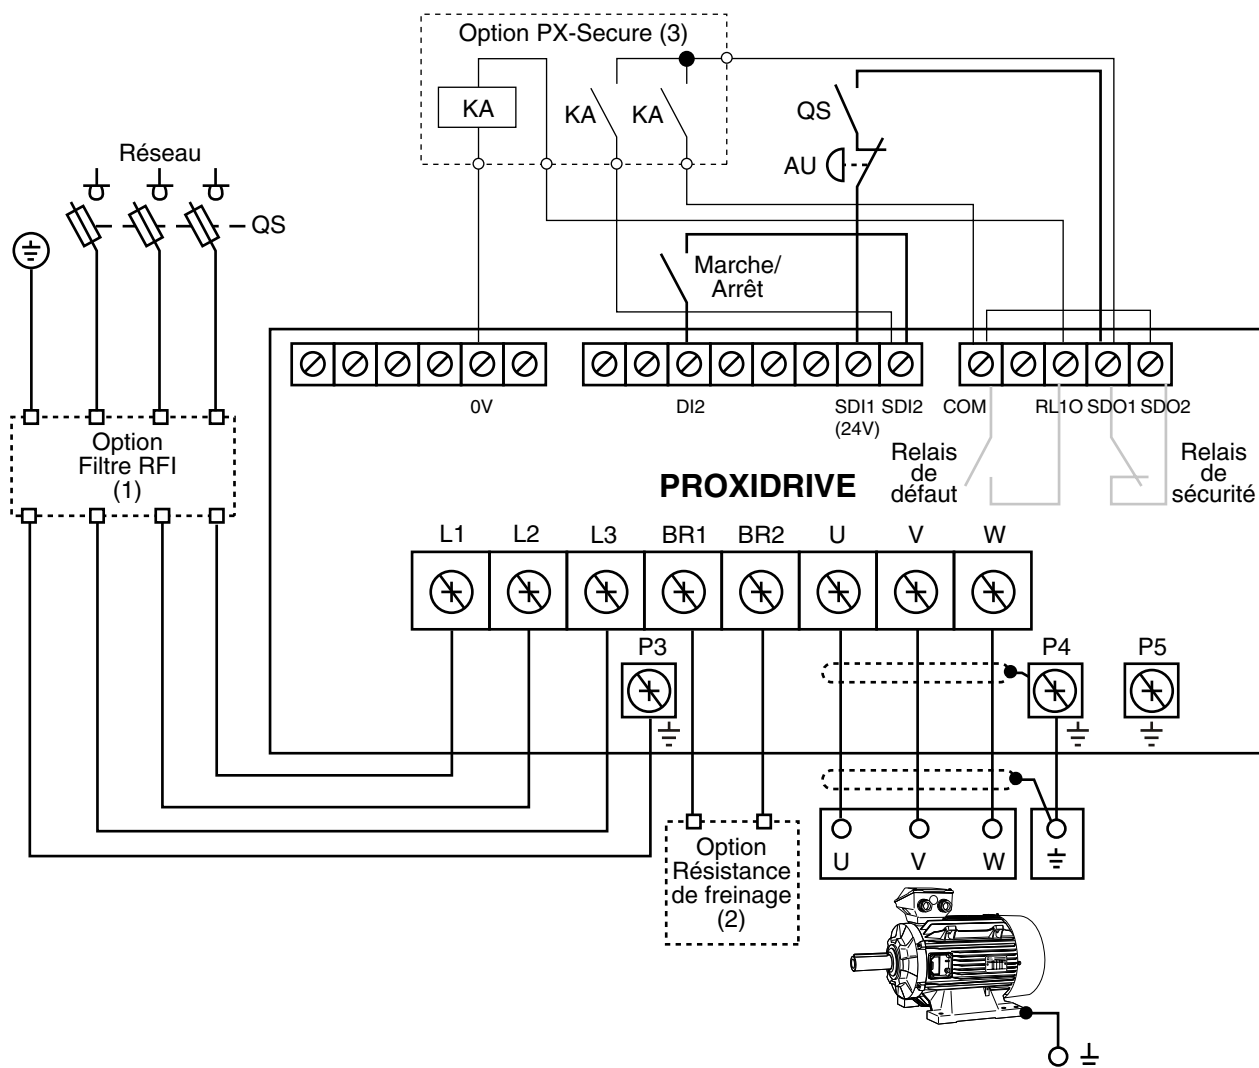 Option PX-Secure (3)
KA
KA
KA
QS
AU
Réseau
QS
Marche/
Arrêt
0V
DI2
SDI1
SDI2
(24V)
COM
RL1O
SDO1
SDO2
Relais
de
défaut
Relais
de
sécurité
Option
Filtre RFI
(1)
PROXIDRIVE
L1
L2
L3
BR1
BR2
U
V
W
P3
P4
P5
Option
Résistance
de freinage
(2)
U
V
W